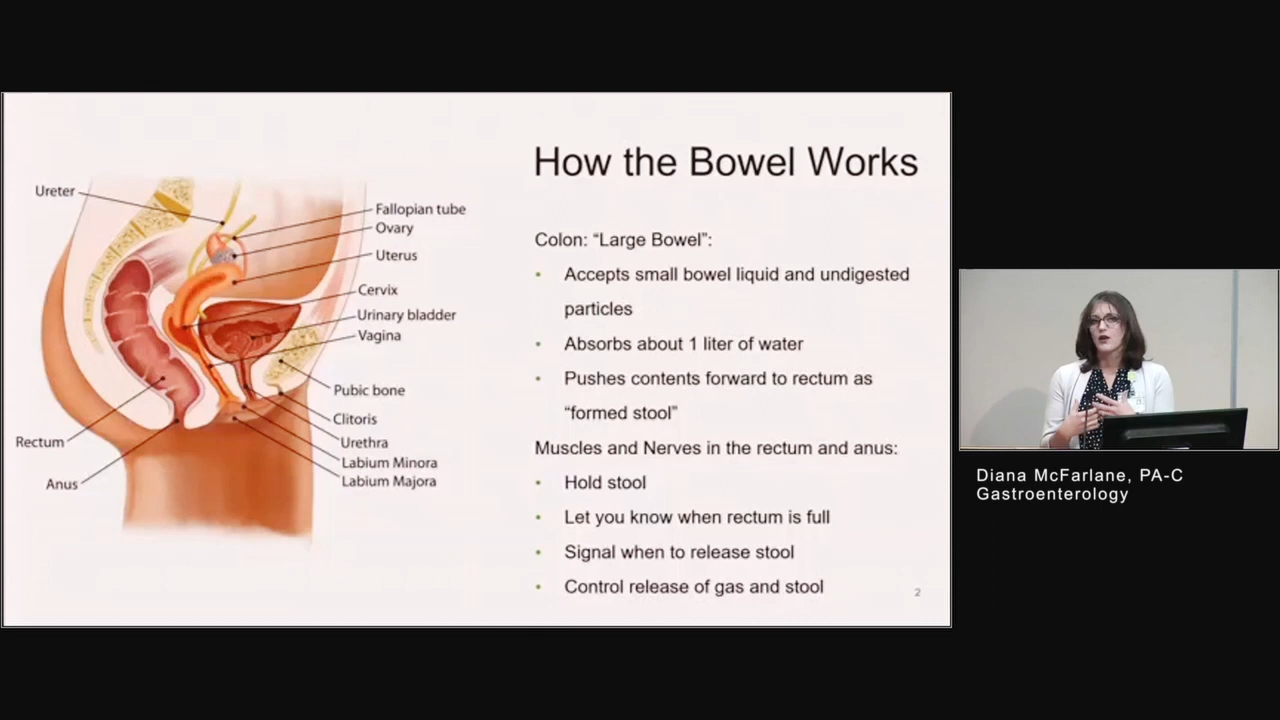 How the Bowel Works
Ureter
Fallopian tube
Ovary
Uterus
Cervix
Urinary bladder
Vagina
Pubic bone
Clitoris
Urethra
Labium Minora
Labium Majora
Rectum
Anus
Colon: “Large Bowel”:
• Accepts small bowel liquid and undigested
particles
• Absorbs about 1 liter of water
• Pushes contents forward to rectum as
“formed stool”
Muscles and Nerves in the rectum and anus:
• Hold stool
• Let you know when rectum is full
• Signal when to release stool
• Control release of gas and stool
2
Diana McFarlane, PA-C
Gastroenterology